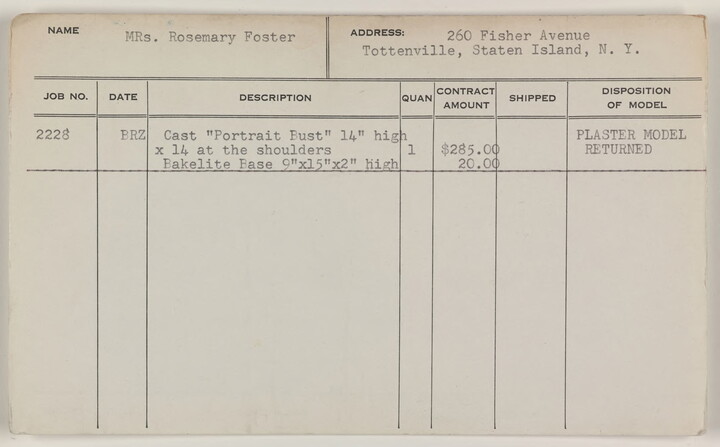 NAME MRs. Rosemary Foster ADDRESS: 260 Fisher Avenue
Tottenville, Staten Island, N. Y.
JOB NO. DATE DESCRIPTION QUAN CONTRACT AMOUNT SHIPPED DISPOSITION OF MODEL
2228 BRZ Cast "Portrait Bust" 14" high PLASTER MODEL
x 14 at the shoulders 1 $285.00 RETURNED
Bakelite Base 9"x15"x2" high 20.00